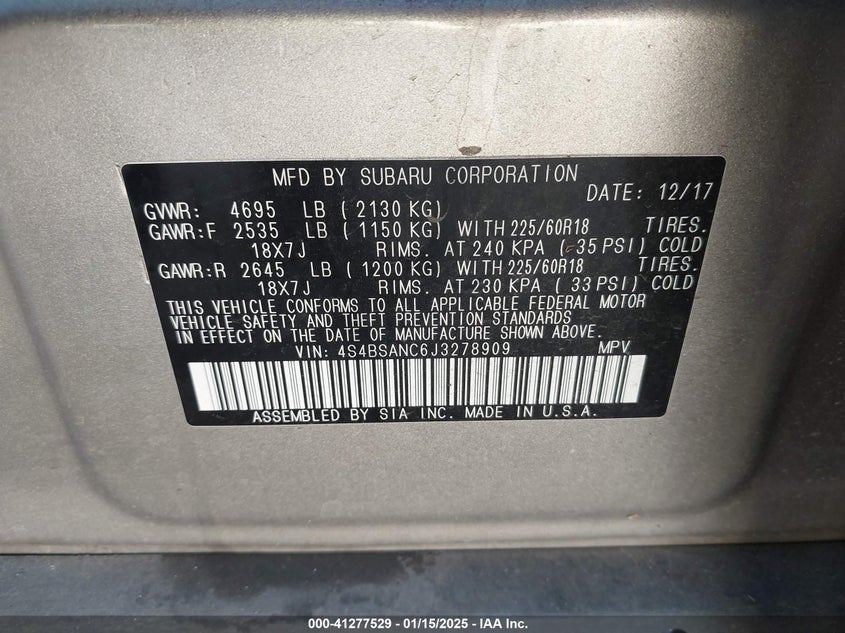 MFD BY SUBARU CORPORATION
DATE: 12/17
GVWR: 4695 LB ( 2130 KG)
GAWR:F 2535 LB ( 1150 KG) WITH 225/60R18 TIRES.
18X7J RIMS. AT 240 KPA ( 35 PSI) COLD
GAWR:R 2645 LB ( 1200 KG) WITH 225/60R18 TIRES.
18X7J RIMS. AT 230 KPA ( 33 PSI) COLD
THIS VEHICLE CONFORMS TO ALL APPLICABLE FEDERAL MOTOR
VEHICLE SAFETY AND THEFT PREVENTION STANDARDS
IN EFFECT ON THE DATE OF MANUFACTURE SHOWN ABOVE.
VIN: 4S4BSANC6J3278909 MPV
ASSEMBLED BY SIA INC. MADE IN U.S.A.
000-41277529 - 01/15/2025 - IAA Inc.